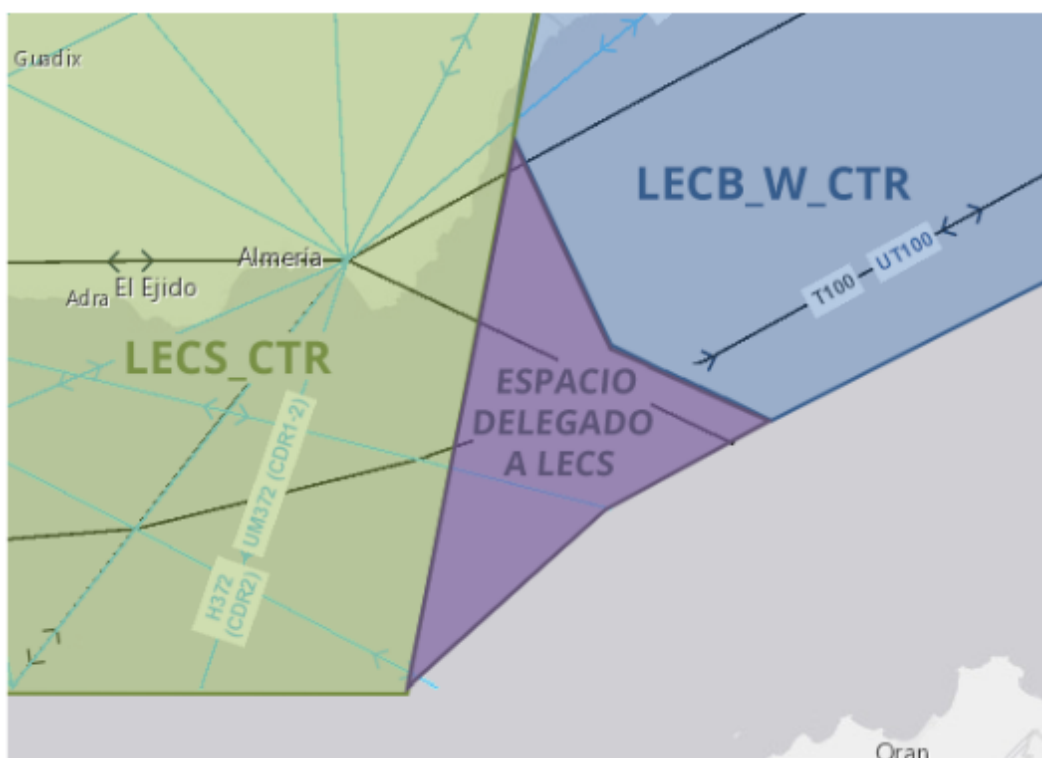 Guadix
LECB_W_CTR
UT100
T100
Almería
Adra
El Ejido
LECS_CTR
ESPACIO
DELEGADO
A LECS
UM372 (CDR1-2)
H372
(CDR2)
Oran